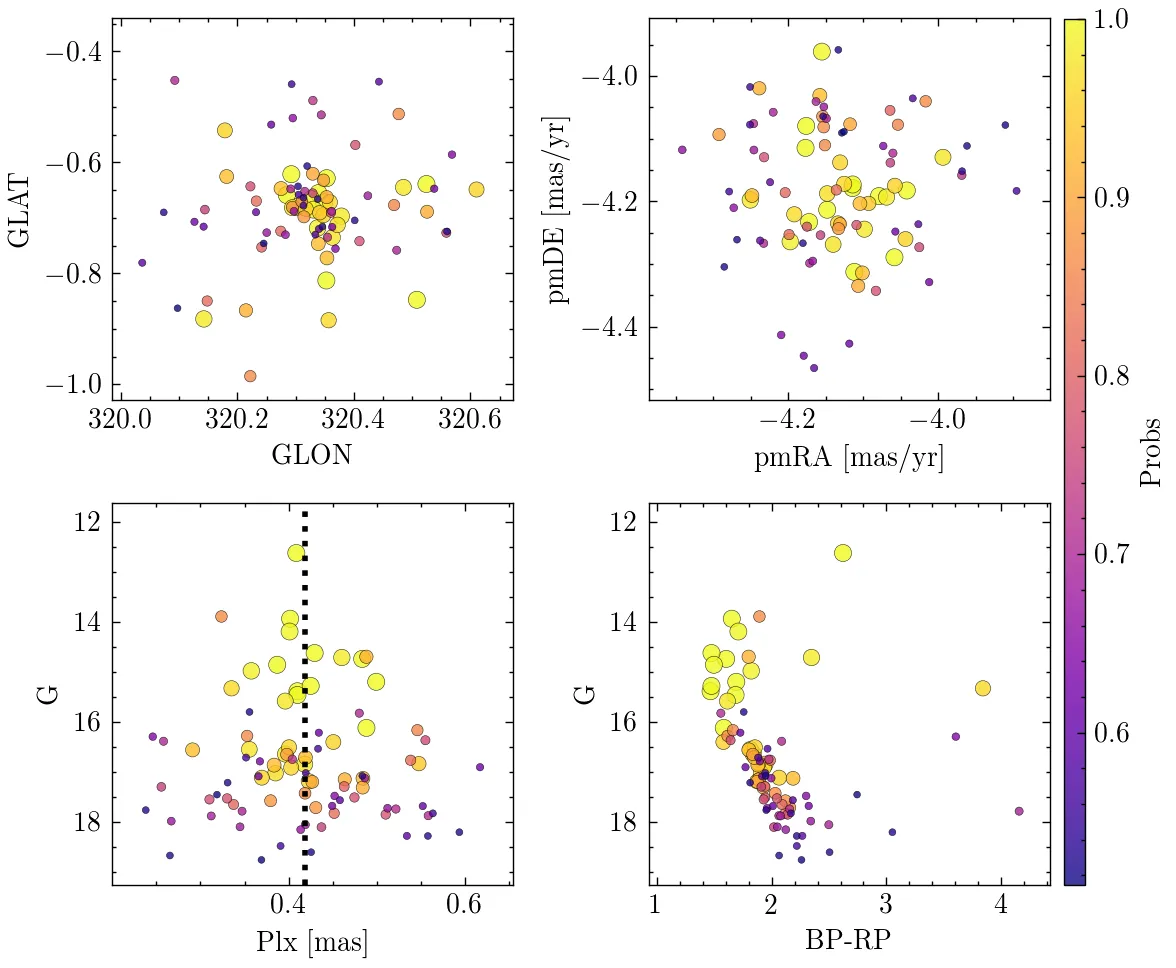 −0.4
−0.6
−0.8
−1.0
GLAT
320.0 320.2 320.4 320.6
GLON
−4.0
−4.2
−4.4
pmDE [mas/yr]
−4.2 −4.0
pmRA [mas/yr]
12
14
16
18
G
0.4 0.6
Plx [mas]
12
14
16
18
G
1 2 3 4
BP-RP
1.0
0.9
0.8
0.7
0.6
Probs